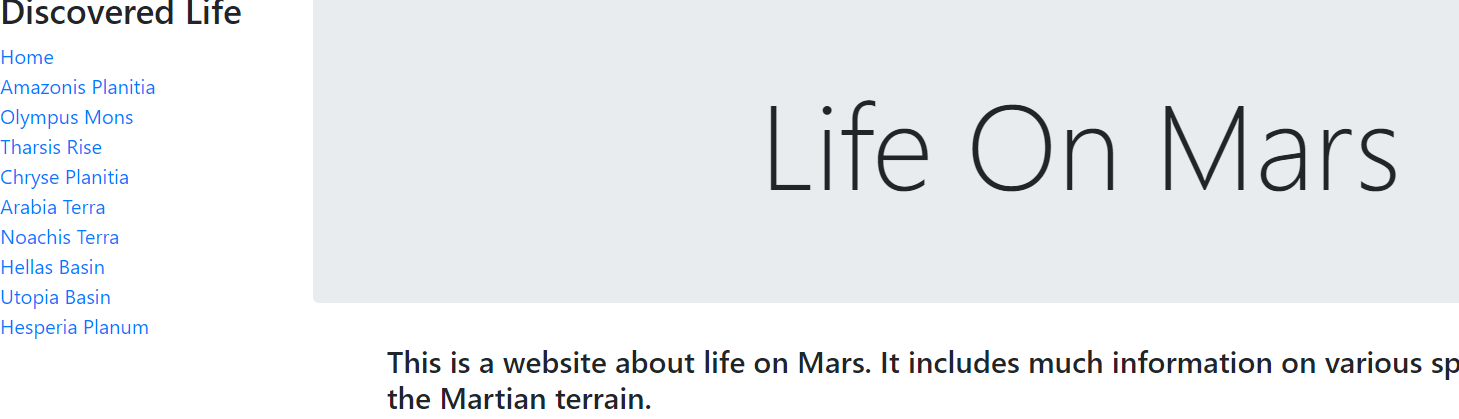 Discovered Life
Home
Amazonis Planitia
Olympus Mons
Tharsis Rise
Chryse Planitia
Arabia Terra
Noachis Terra
Hellas Basin
Utopia Basin
Hesperia Planum
Life On Mars
This is a website about life on Mars. It includes much information on various
the Martian terrain.